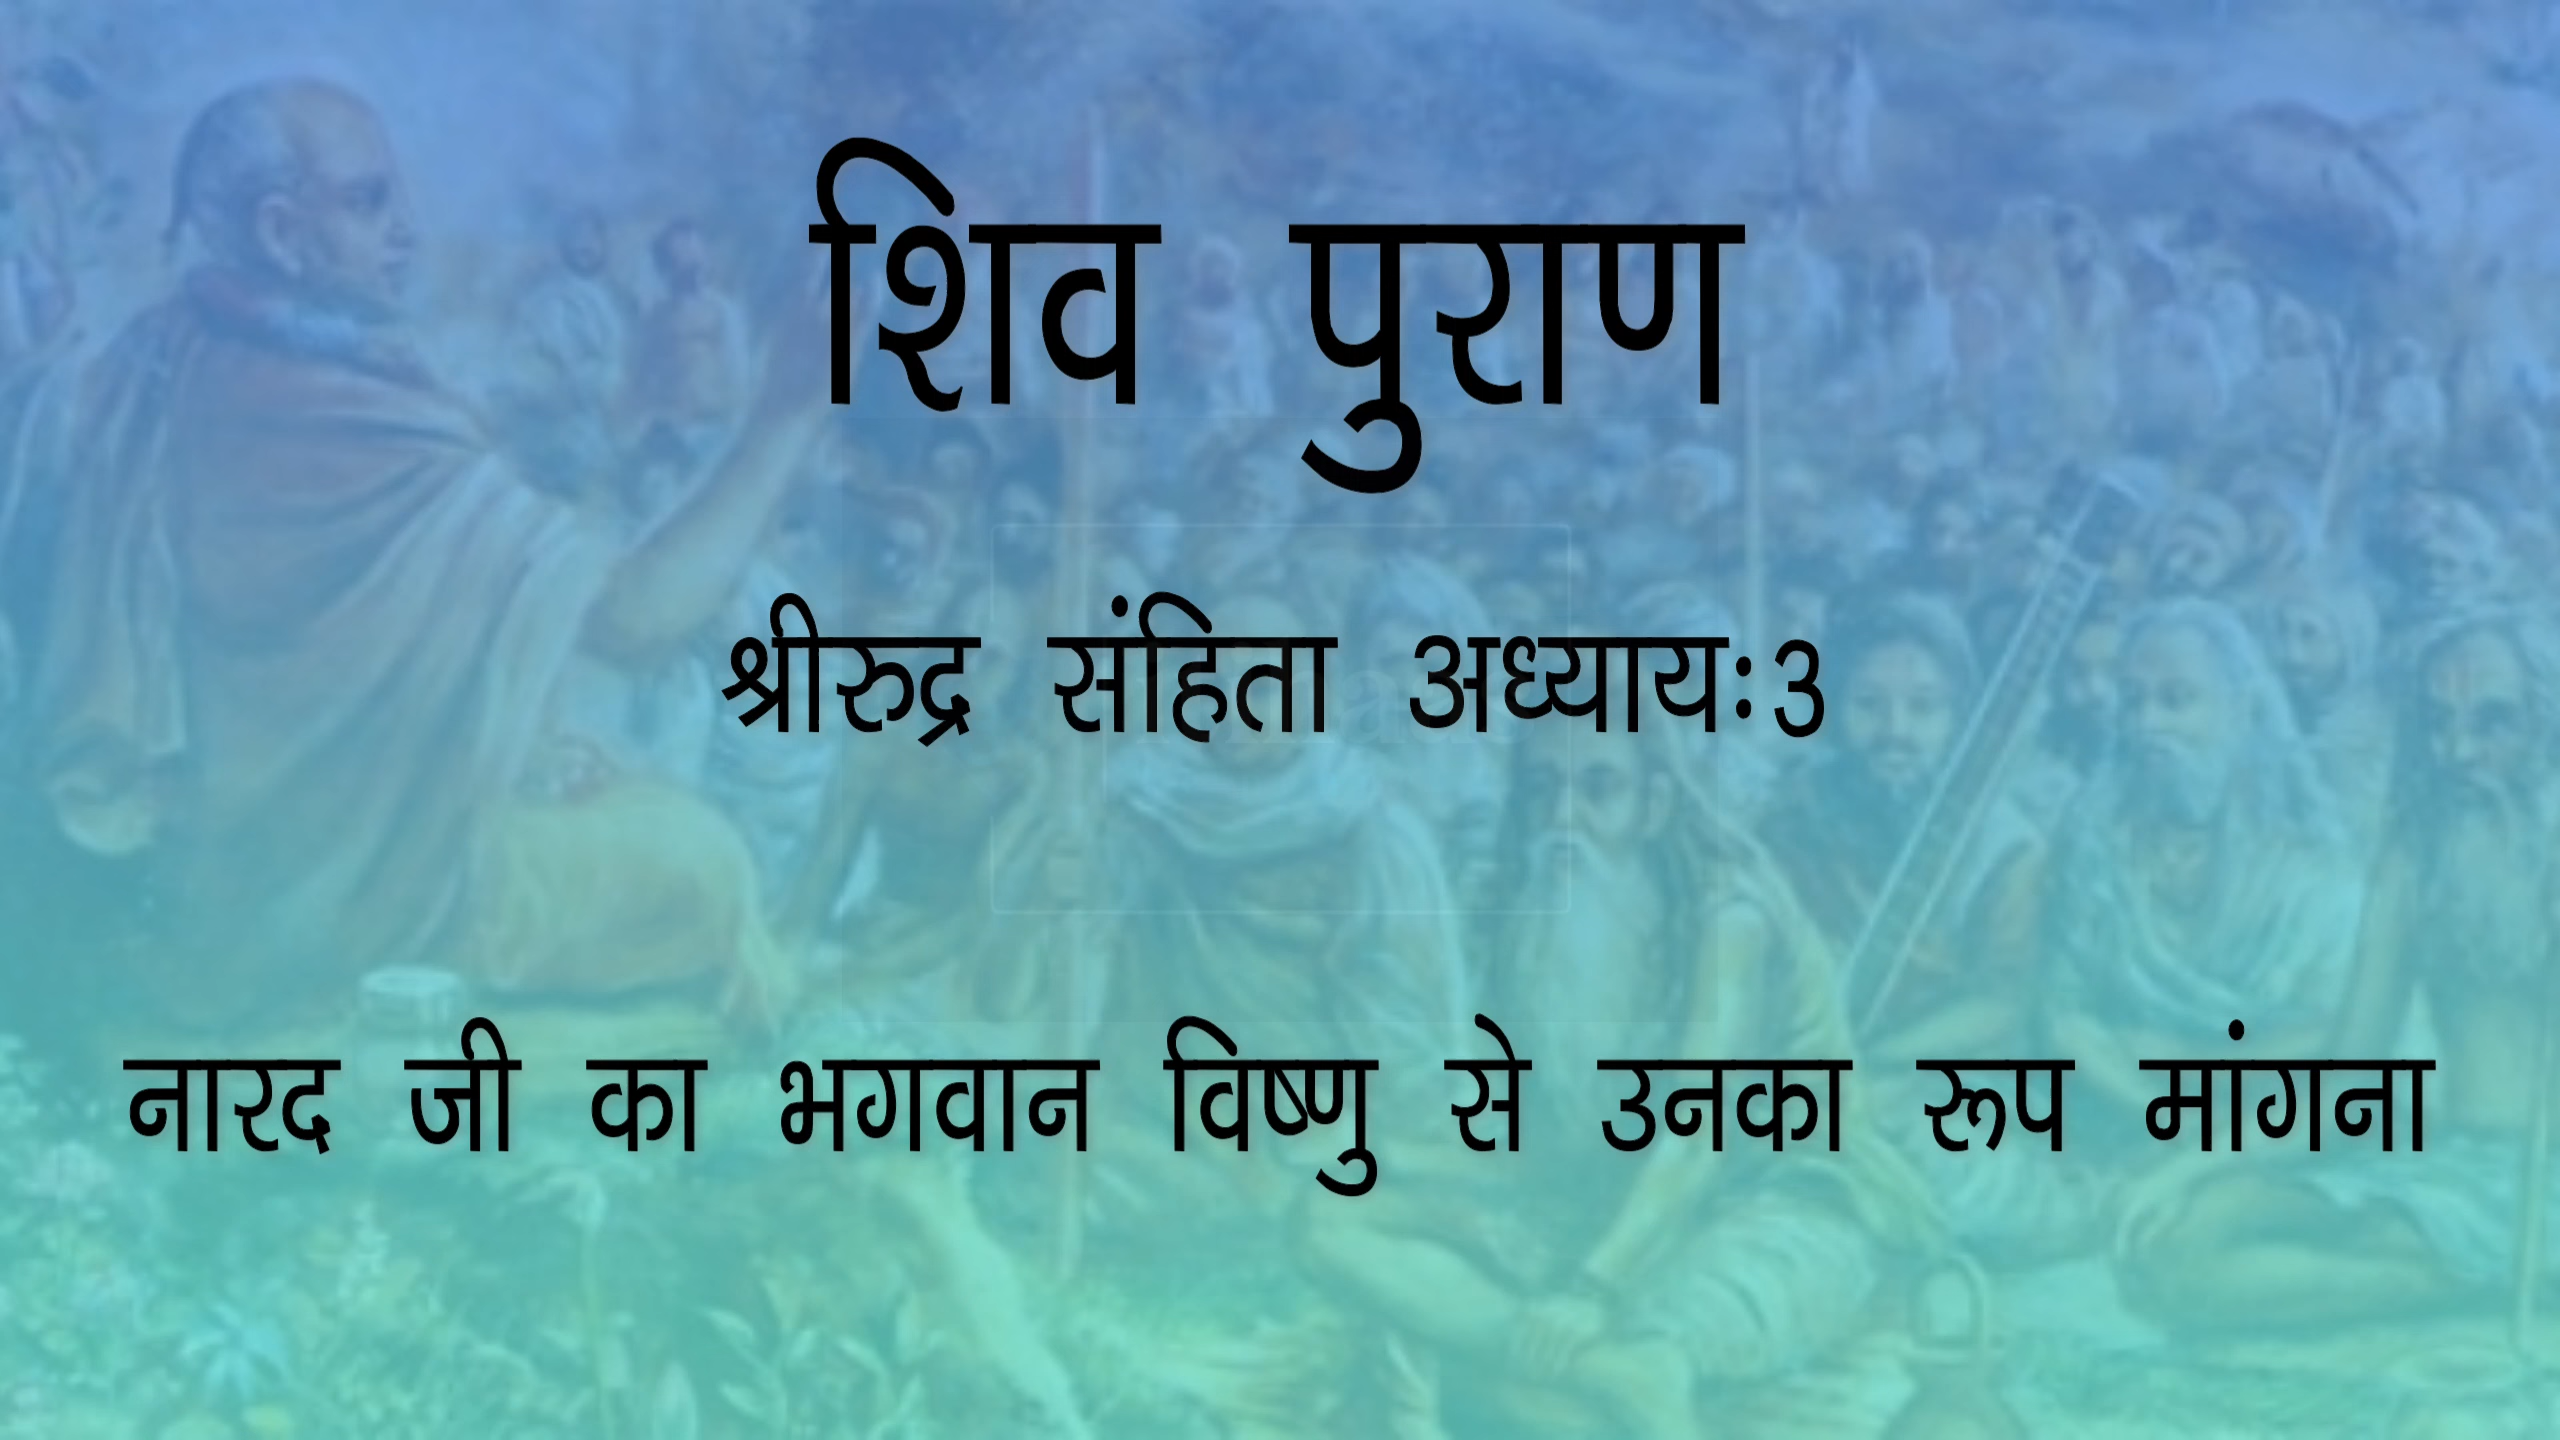 शिव पुराण
श्रीरुद्र संहिता अध्यायः3
नारद जी का भगवान विष्णु से उनका रूप मांगना